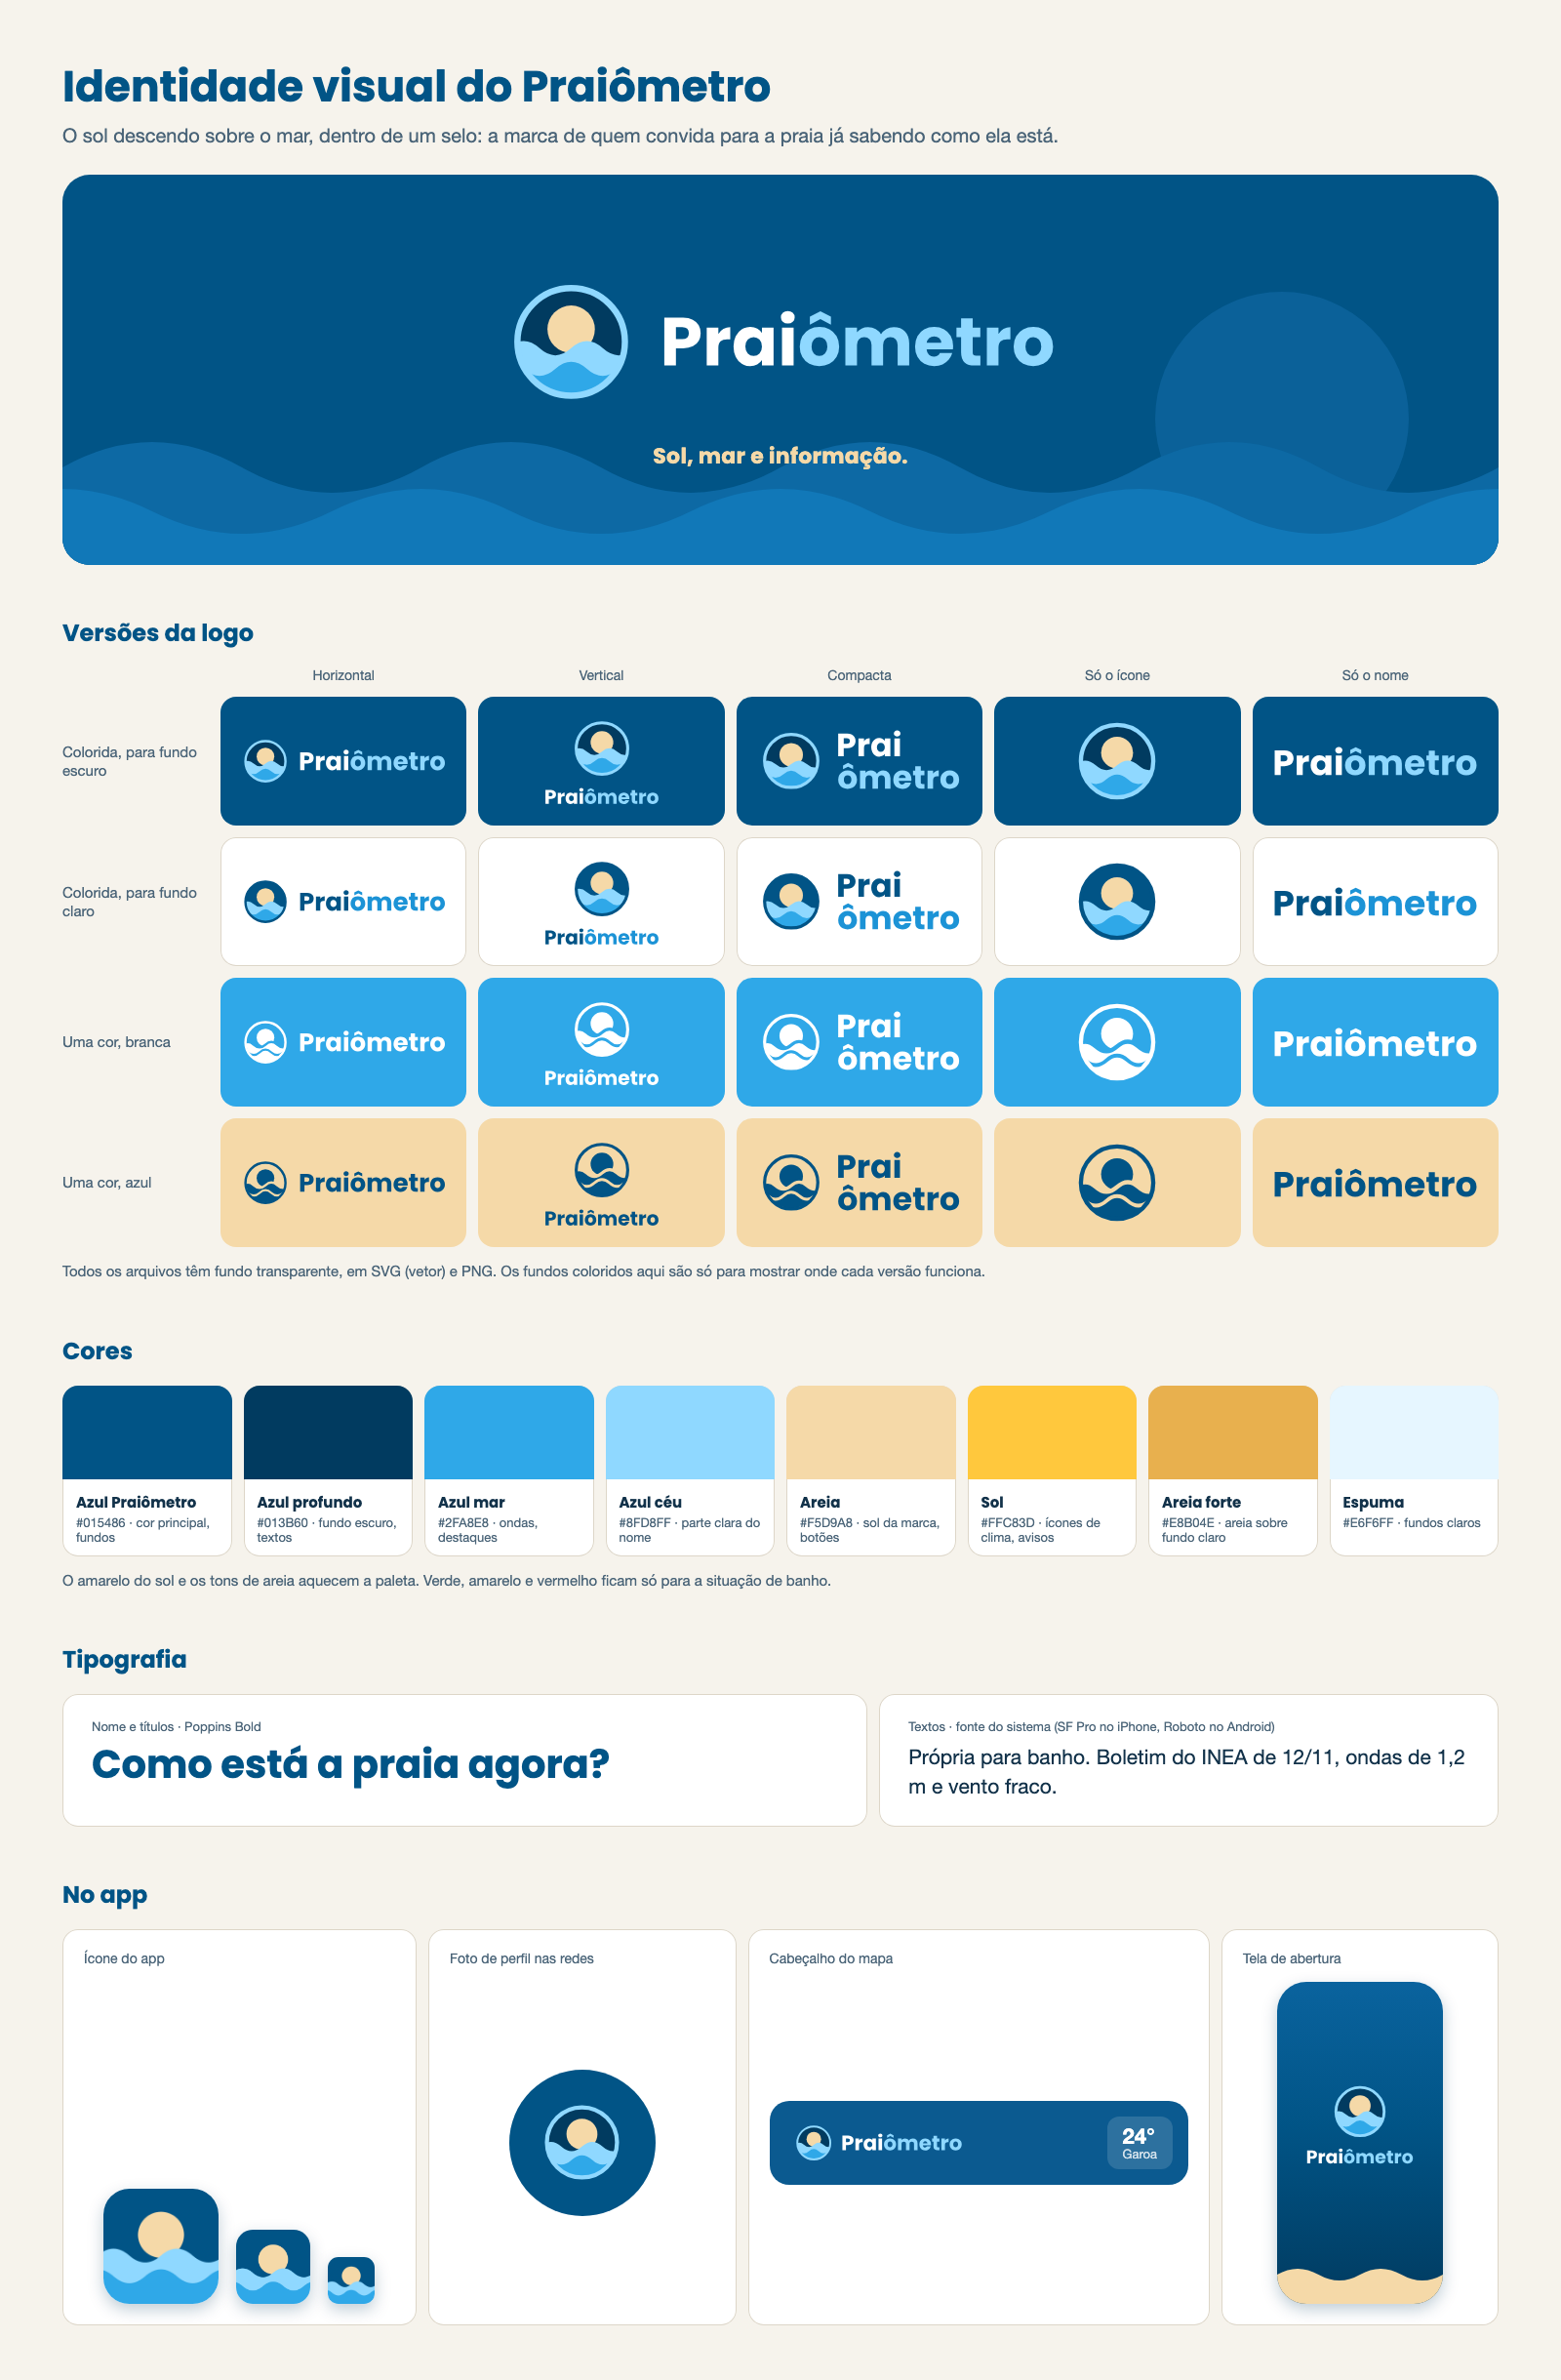 Identidade visual do Praiômetro
O sol descendo sobre o mar, dentro de um selo: a marca de quem convida para a praia já sabendo como ela está.
Praiômetro
Sol, mar e informação.
Versões da logo
Horizontal
Vertical
Compacta
Só o ícone
Só o nome
Colorida, para fundo
escuro
Praiômetro
Praiômetro
Prai
ômetro
Praiômetro
Colorida, para fundo
claro
Praiômetro
Praiômetro
Prai
ômetro
Praiômetro
Uma cor, branca
Praiômetro
Praiômetro
Prai
ômetro
Praiômetro
Uma cor, azul
Praiômetro
Praiômetro
Prai
ômetro
Praiômetro
Todos os arquivos têm fundo transparente, em SVG (vetor) e PNG. Os fundos coloridos aqui são só para mostrar onde cada versão funciona.
Cores
Azul Praiômetro
#015486 · cor principal,
fundos
Azul profundo
#013B60 · fundo escuro,
textos
Azul mar
#2FA8E8 · ondas,
destaques
Azul céu
#8FD8FF · parte clara do
nome
Areia
#F5D9A8 · sol da marca,
botões
Sol
#FFC83D · ícones de
clima, avisos
Areia forte
#E8B04E · areia sobre
fundo claro
Espuma
#E6F6FF · fundos claros
O amarelo do sol e os tons de areia aquecem a paleta. Verde, amarelo e vermelho ficam só para a situação de banho.
Tipografia
Nome e títulos · Poppins Bold
Como está a praia agora?
Textos · fonte do sistema (SF Pro no iPhone, Roboto no Android)
Própria para banho. Boletim do INEA de 12/11, ondas de 1,2
m e vento fraco.
No app
Ícone do app
Foto de perfil nas redes
Cabeçalho do mapa
Praiômetro
24°
Garoa
Tela de abertura
Praiômetro